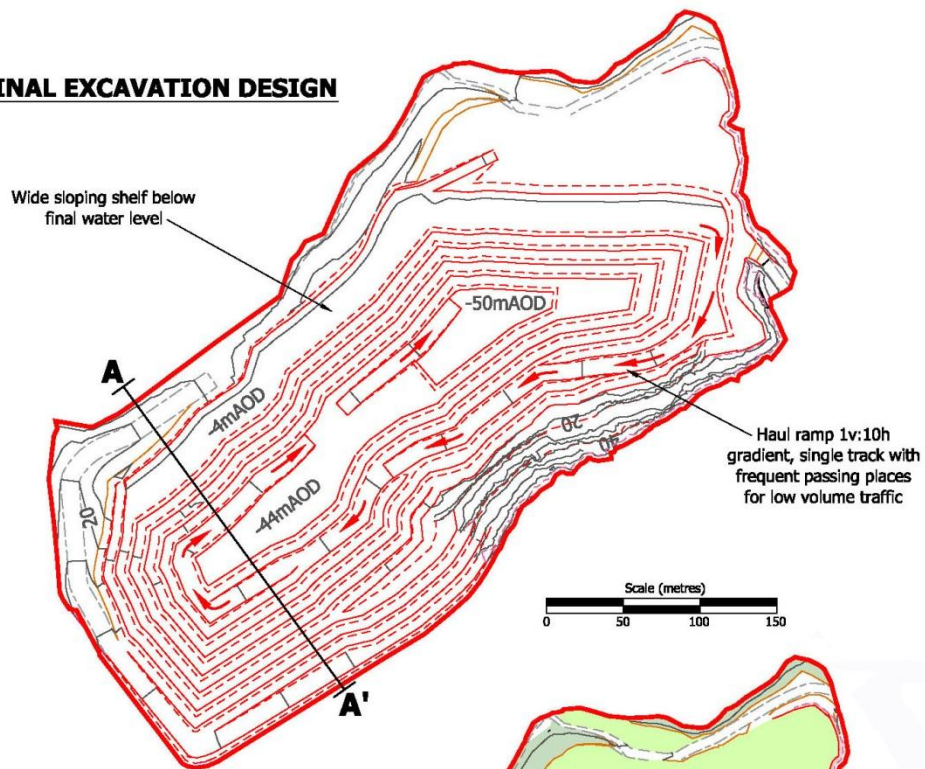 INAL EXCAVATION DESIGN
Wide sloping shelf below
final water level
-50mAOD
A
-4mAOD
20
40
Haul ramp 1v:10h
gradient, single track with
frequent passing places
for low volume traffic
-44mAOD
20
Scale (metres)
0 50 100 150
A'